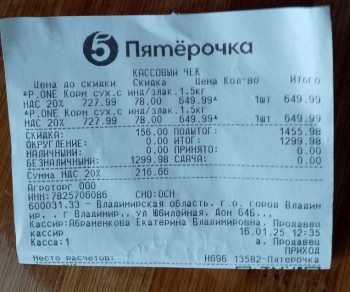 5 Пятёрочка
КАССОВЫЙ ЧЕК
Цена до скидки Скидка Цена Кол-во Итого
*P.ONE Корм сух.с инд/злак.1.5кг
НДС 20% 727.99 78.00 649.99* 1шт 649.99
*P.ONE Корм сух.с инд/злак.1.5кг
НДС 20% 727.99 78.00 649.99* 1шт 649.99
СКИДКА: 156.00 ПОДЫТОГ: 1455.98
ОКРУГЛЕНИЕ: 0.00 ИТОГ: 1299.98
НАЛИЧНЫМИ: 0.00 ПРИНЯТО: 0.00
БЕЗНАЛИЧНЫМИ: 1299.98 СДАЧА: 0.00
Сумма НДС 20% 216.66
Агроторг ООО
ИНН:7825706086 СНО:ОСН
600031.33 - Владимирская область, г.о. город Владим
ир, . г Владимир,, ул Юбилейная, Дом 64Б...
Кассир:Абраменкова Екатерина Владимировна. Продавец
кассир 16.01.25 12:35
Касса:1 а. Продавец
ПРИХОД
Место расчетов: Н696 13582-Пятерочка